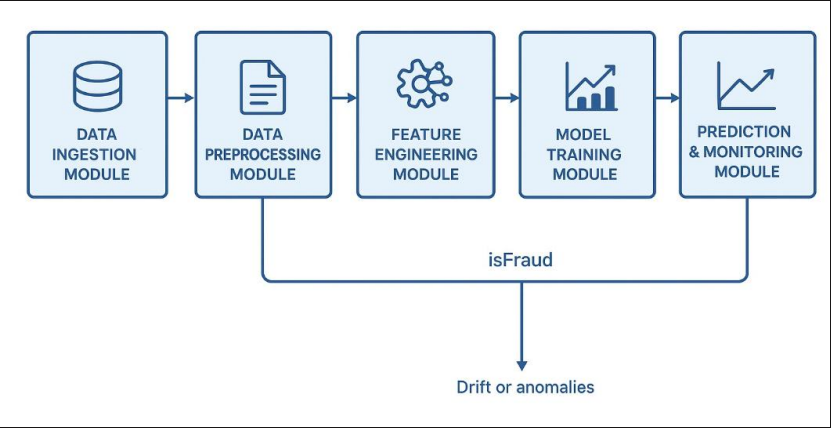 DATA
INGESTION
MODULE
DATA
PREPROCESSING
MODULE
FEATURE
ENGINEERING
MODULE
MODEL
TRAINING
MODULE
PREDICTION
& MONITORING
MODULE
isFraud
Drift or anomalies